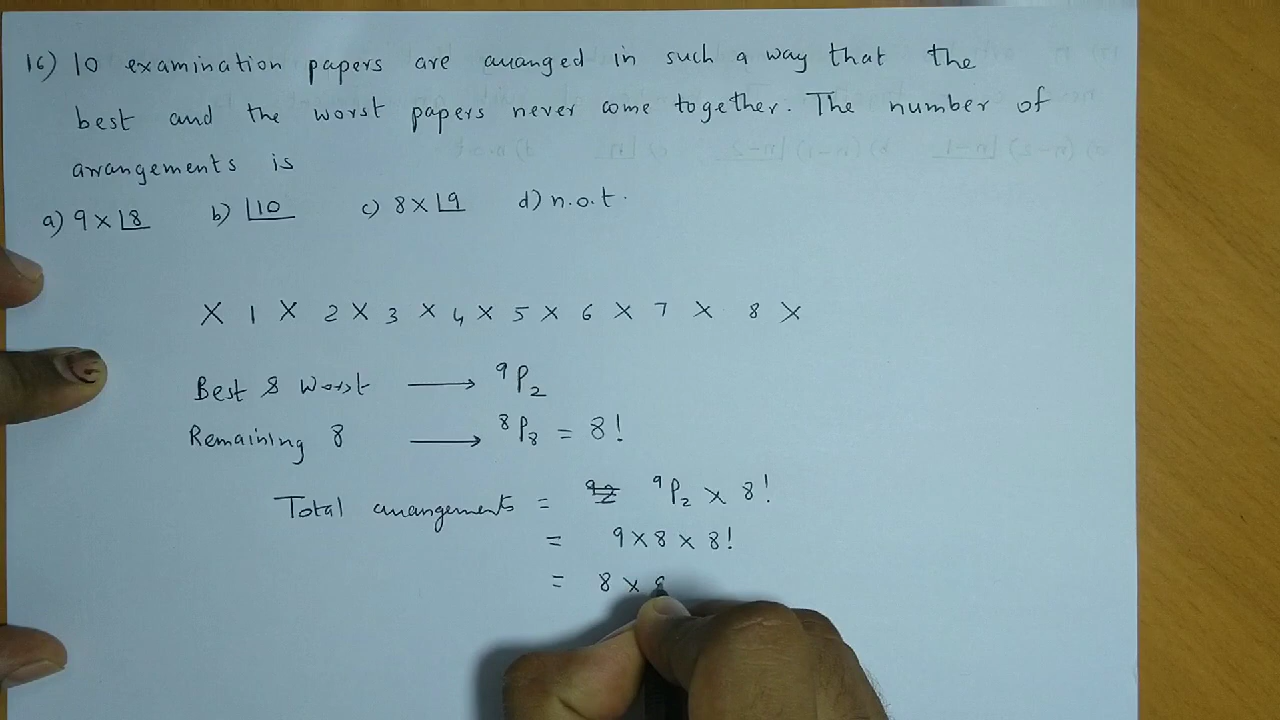 16) 10 examination papers are arranged in such a way that the
best and the worst papers never come together. The number of
arrangements is
a) 9 × ⌊8 b) ⌊10 c) 8 × ⌊9 d) n.o.t.
× 1 × 2 × 3 × 4 × 5 × 6 × 7 × 8 ×
Best & Worst ⟶ ⁹P₂
Remaining 8 ⟶ ⁸P₈ = 8!
Total arrangements = ⁹P₂ × 8!
= 9 × 8 × 8!
= 8 ×